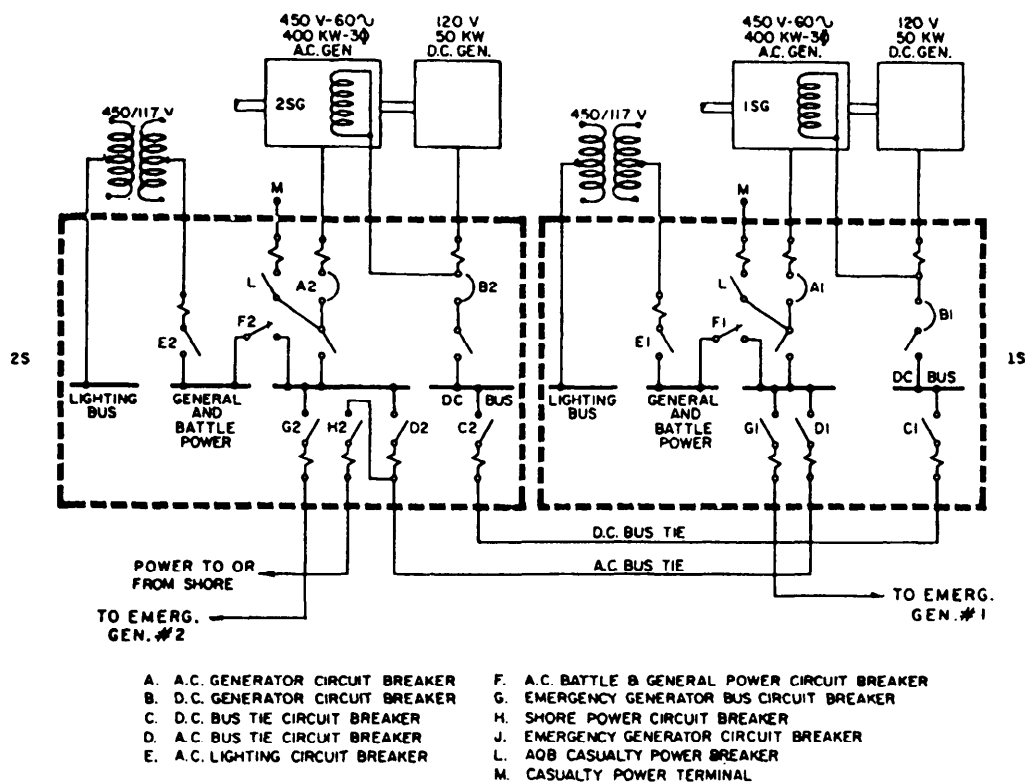 450 V-60∿
400 KW-3ϕ
A.C. GEN
120 V
50 KW
D.C. GEN.
450 V-60∿
400 KW-3ϕ
A.C. GEN.
120 V
50 KW
D.C. GEN.
2SG
1SG
450/117 V
450/117 V
M
M
L
A2
B2
L
A1
B1
F2
E2
F1
E1
2S
1S
LIGHTING
BUS
GENERAL
AND
BATTLE
POWER
DC BUS
LIGHTING
BUS
GENERAL
AND
BATTLE
POWER
DC BUS
G2
H2
D2
C2
G1
D1
C1
D.C. BUS TIE
A.C BUS TIE
POWER TO OR
FROM SHORE
TO EMERG.
GEN. #2
TO EMERG.
GEN. #1
A. A.C. GENERATOR CIRCUIT BREAKER
B. D.C. GENERATOR CIRCUIT BREAKER
C. D.C. BUS TIE CIRCUIT BREAKER
D. A.C. BUS TIE CIRCUIT BREAKER
E. A.C. LIGHTING CIRCUIT BREAKER
F. A.C. BATTLE & GENERAL POWER CIRCUIT BREAKER
G. EMERGENCY GENERATOR BUS CIRCUIT BREAKER
H. SHORE POWER CIRCUIT BREAKER
J. EMERGENCY GENERATOR CIRCUIT BREAKER
L. AQB CASUALTY POWER BREAKER
M. CASUALTY POWER TERMINAL